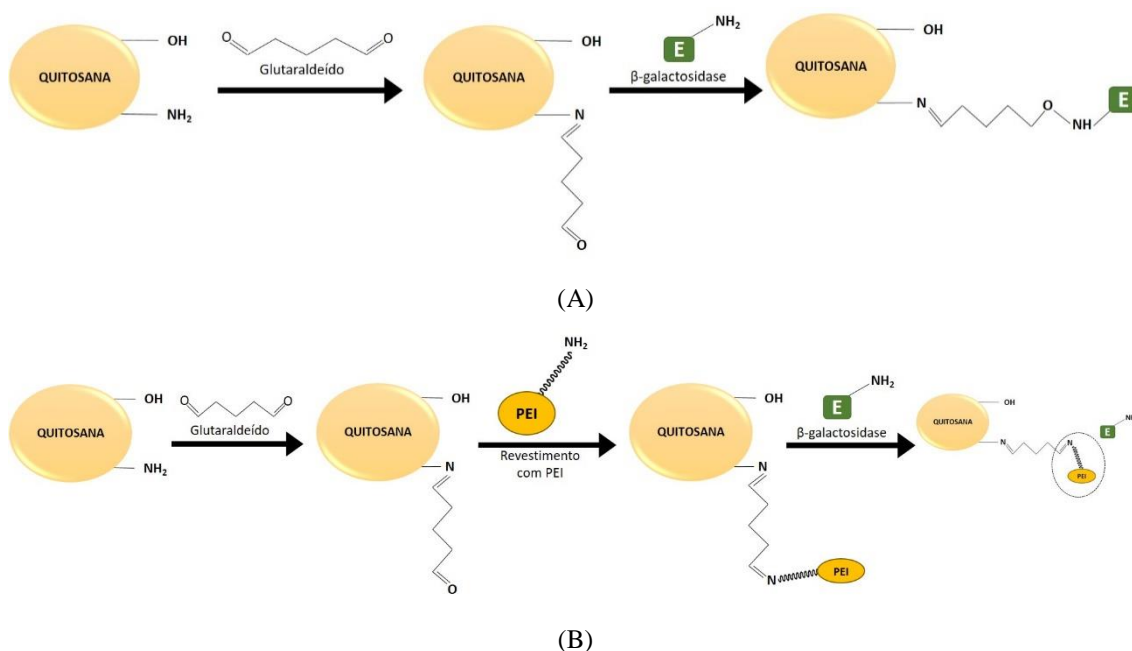 OH
QUITOSANA
NH₂
O
O
Glutaraldeído
OH
QUITOSANA
N
O
NH₂
E
β-galactosidase
OH
QUITOSANA
N
O
NH
E
(A)
OH
QUITOSANA
NH₂
O
O
Glutaraldeído
OH
QUITOSANA
N
O
NH₂
PEI
Revestimento
com PEI
OH
QUITOSANA
N
N
PEI
NH₂
E
β-galactosidase
OH
QUITOSANA
N
N
PEI
E
(B)